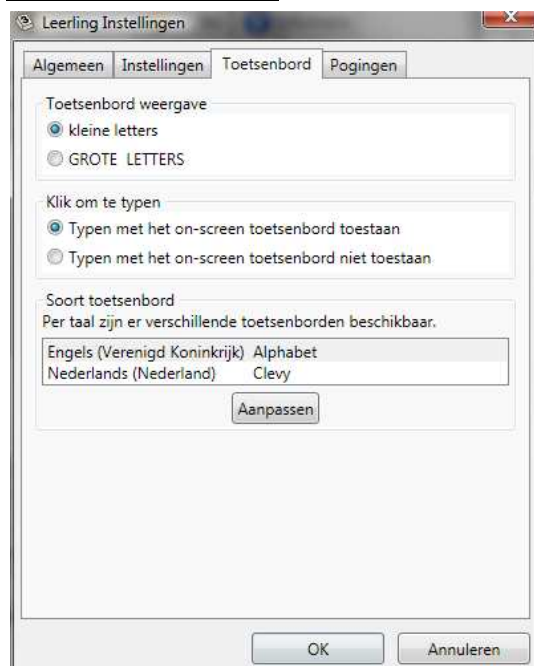 Leerling Instellingen
Algemeen Instellingen Toetsenbord Pogingen
Toetsenbord weergave
kleine letters
GROTE LETTERS
Klik om te typen
Typen met het on-screen toetsenbord toestaan
Typen met het on-screen toetsenbord niet toestaan
Soort toetsenbord
Per taal zijn er verschillende toetsenborden beschikbaar.
Engels (Verenigd Koninkrijk) Alphabet
Nederlands (Nederland) Clevy
Aanpassen
OK Annuleren